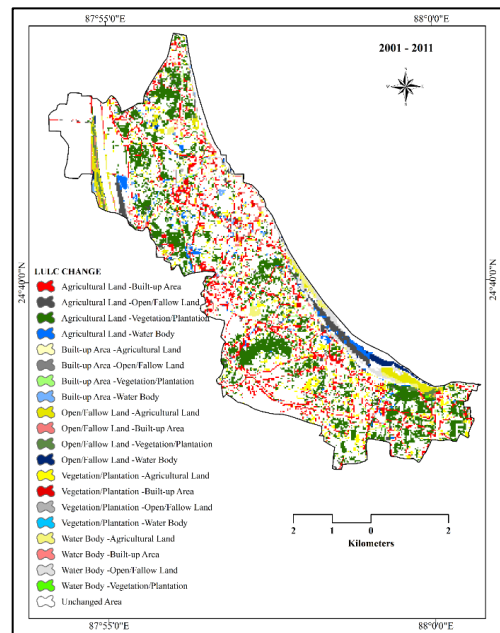 87°55'0"E
88°0'0"E
2001 - 2011
24°40'0"N
24°40'0"N
LULC CHANGE
Agricultural Land-Built-up Area
Agricultural Land-Open/Fallow Land
Agricultural Land-Vegetation/Plantation
Agricultural Land-Water Body
Built-up Area -Agricultural Land
Built-up Area -Open/Fallow Land
Built-up Area-Vegetation/Plantation
Built-up Area-Water Body
Open/Fallow Land-Agricultural Land
Open/Fallow Land-Built-up Area
Open/Fallow Land-Vegetation/Plantation
Open/Fallow Land-Water Body
Vegetation/Plantation -Agricultural Land
Vegetation/Plantation -Built-up Area
Vegetation/Plantation -Open/Fallow Land
Vegetation/Plantation -Water Body
Water Body -Agricultural Land
Water Body -Built-up Area
Water Body -Open/Fallow Land
Water Body -Vegetation/Plantation
Unchanged Area
2 1 0 2
Kilometers
87°55'0"E
88°0'0"E